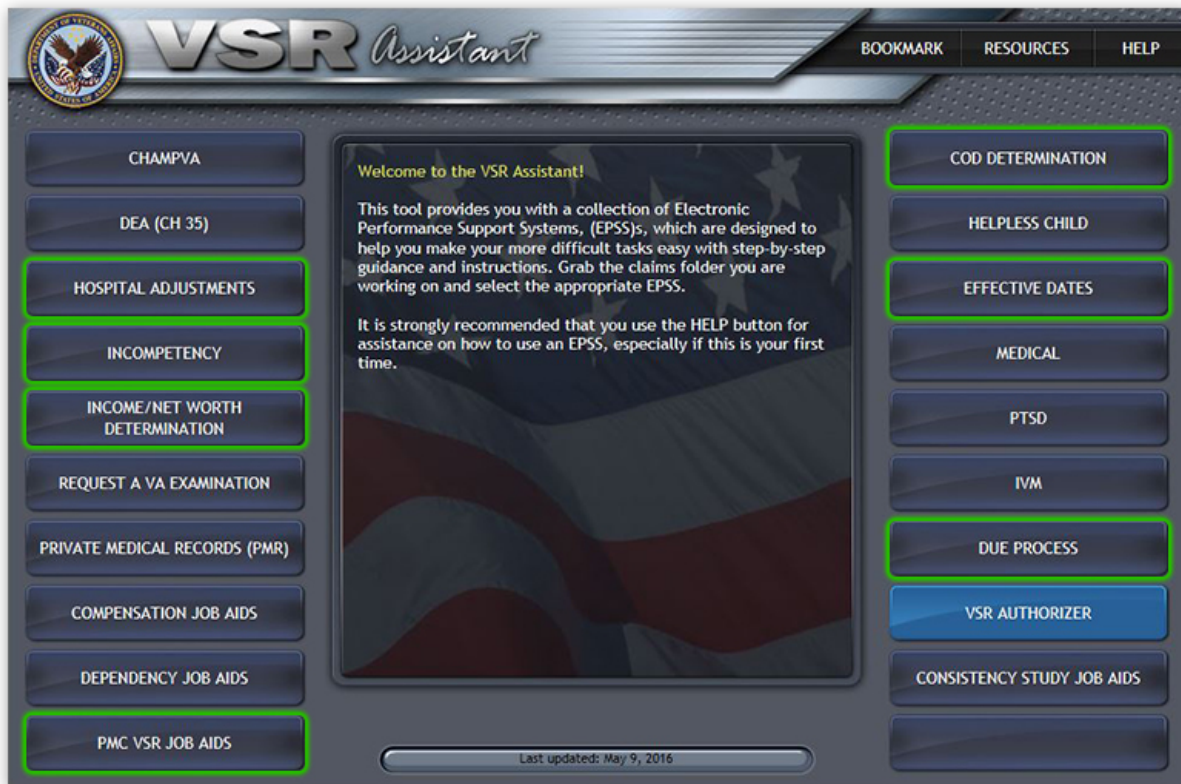 VSR Assistant
BOOKMARK
RESOURCES
HELP
CHAMPVA
DEA (CH 35)
HOSPITAL ADJUSTMENTS
INCOMPETENCY
INCOME/NET WORTH
DETERMINATION
REQUEST A VA EXAMINATION
PRIVATE MEDICAL RECORDS (PMR)
COMPENSATION JOB AIDS
DEPENDENCY JOB AIDS
PMC VSR JOB AIDS
Welcome to the VSR Assistant!
This tool provides you with a collection of Electronic
Performance Support Systems, (EPSS)s, which are designed to
help you make your more difficult tasks easy with step-by-step
guidance and instructions. Grab the claims folder you are
working on and select the appropriate EPSS.
It is strongly recommended that you use the HELP button for
assistance on how to use an EPSS, especially if this is your first
time.
Last updated: May 9, 2016
COD DETERMINATION
HELPLESS CHILD
EFFECTIVE DATES
MEDICAL
PTSD
IVM
DUE PROCESS
VSR AUTHORIZER
CONSISTENCY STUDY JOB AIDS